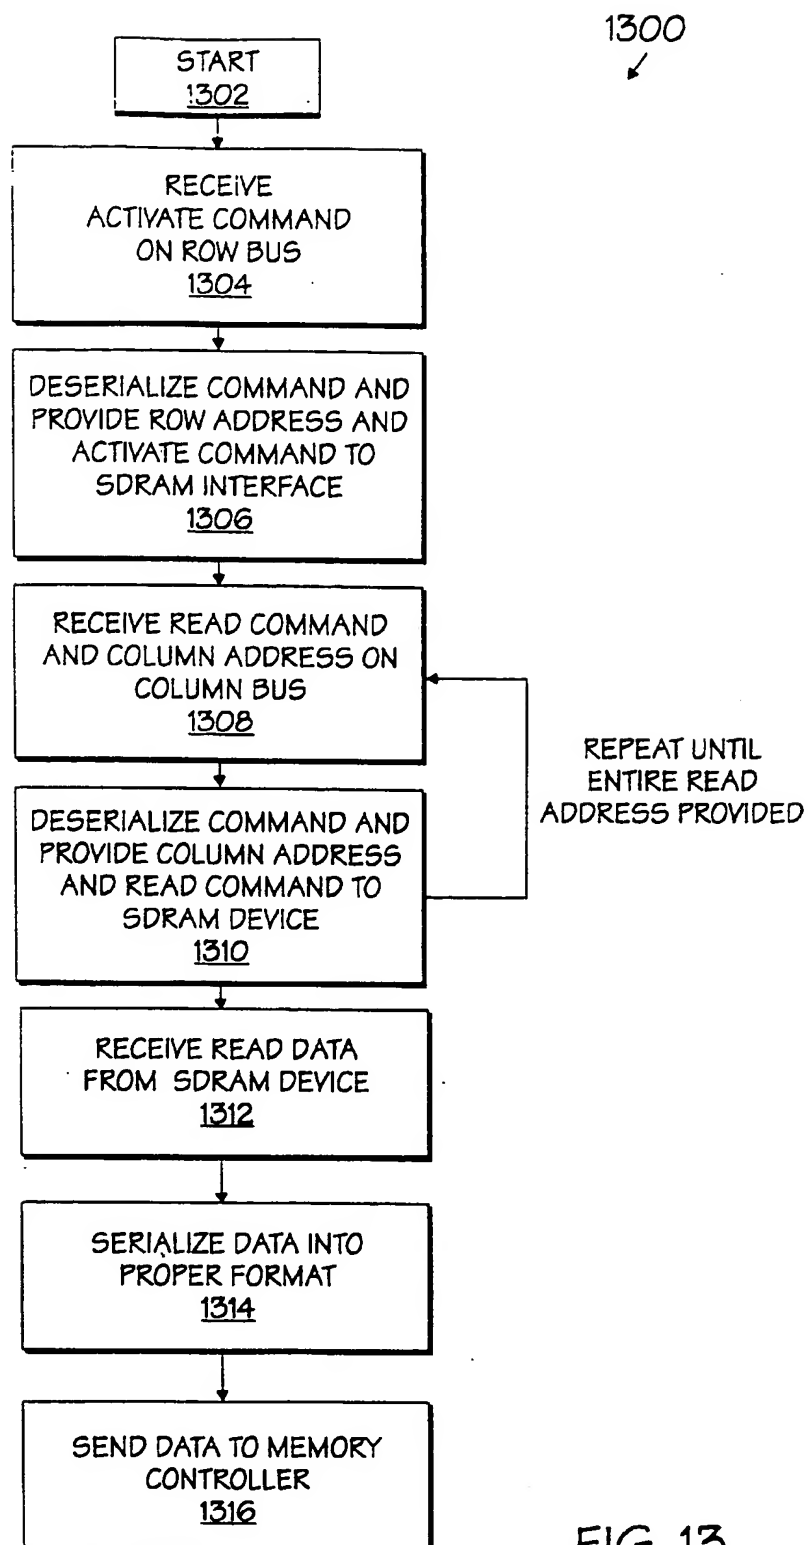 1300
START
1302
RECEIVE
ACTIVATE COMMAND
ON ROW BUS
1304
DESERIALIZE COMMAND AND
PROVIDE ROW ADDRESS AND
ACTIVATE COMMAND TO
SDRAM INTERFACE
1306
RECEIVE READ COMMAND
AND COLUMN ADDRESS ON
COLUMN BUS
1308
REPEAT UNTIL
ENTIRE READ
ADDRESS PROVIDED
DESERIALIZE COMMAND AND
PROVIDE COLUMN ADDRESS
AND READ COMMAND TO
SDRAM DEVICE
1310
RECEIVE READ DATA
FROM SDRAM DEVICE
1312
SERIALIZE DATA INTO
PROPER FORMAT
1314
SEND DATA TO MEMORY
CONTROLLER
1316
FIG. 13